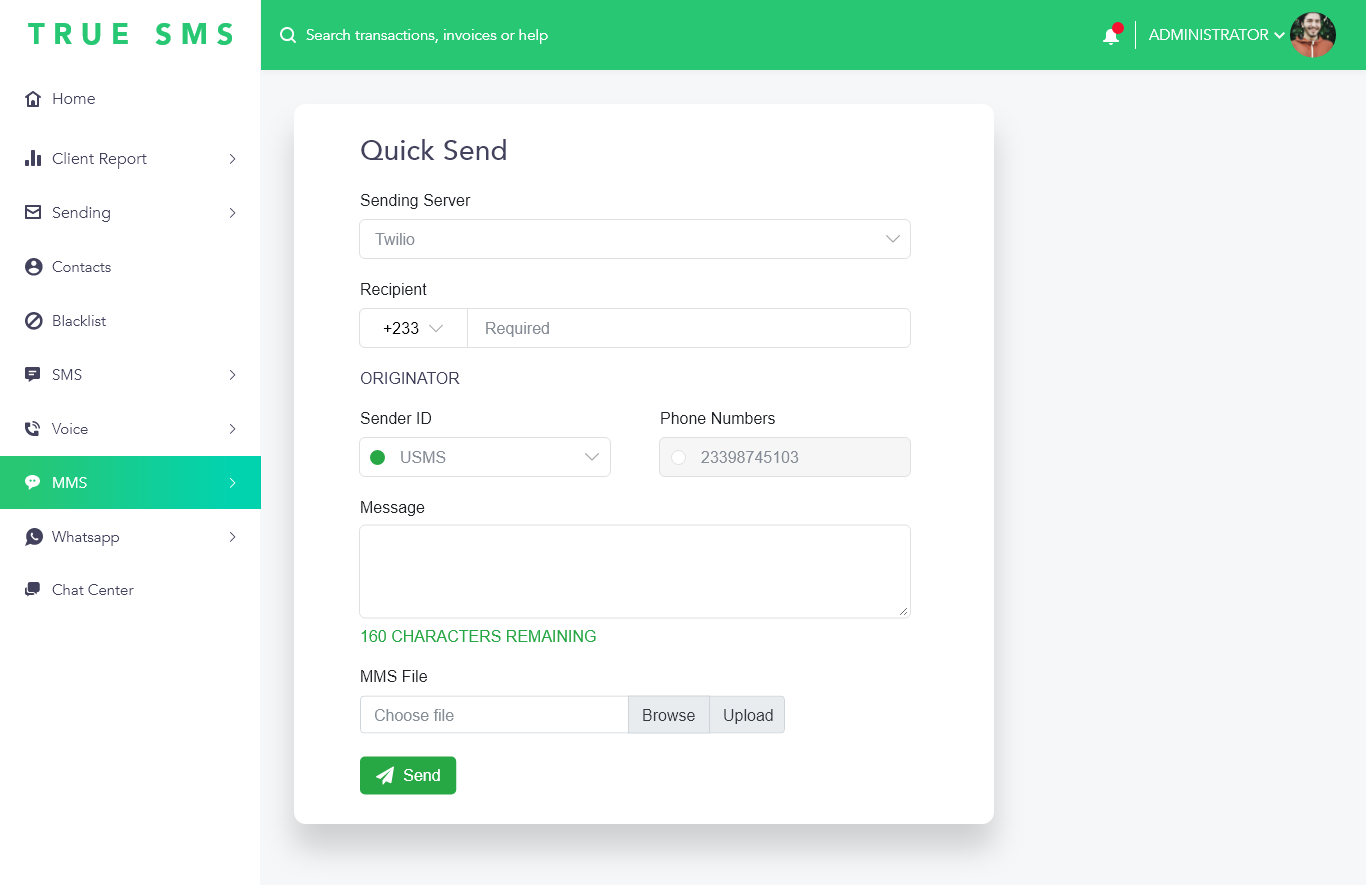 TRUE SMS
Search transactions, invoices or help
ADMINISTRATOR
Home
Client Report
Sending
Contacts
Blacklist
SMS
Voice
MMS
Whatsapp
Chat Center
Quick Send
Sending Server
Twilio
Recipient
+233 Required
ORIGINATOR
Sender ID Phone Numbers
USMS 23398745103
Message
160 CHARACTERS REMAINING
MMS File
Choose file Browse Upload
Send